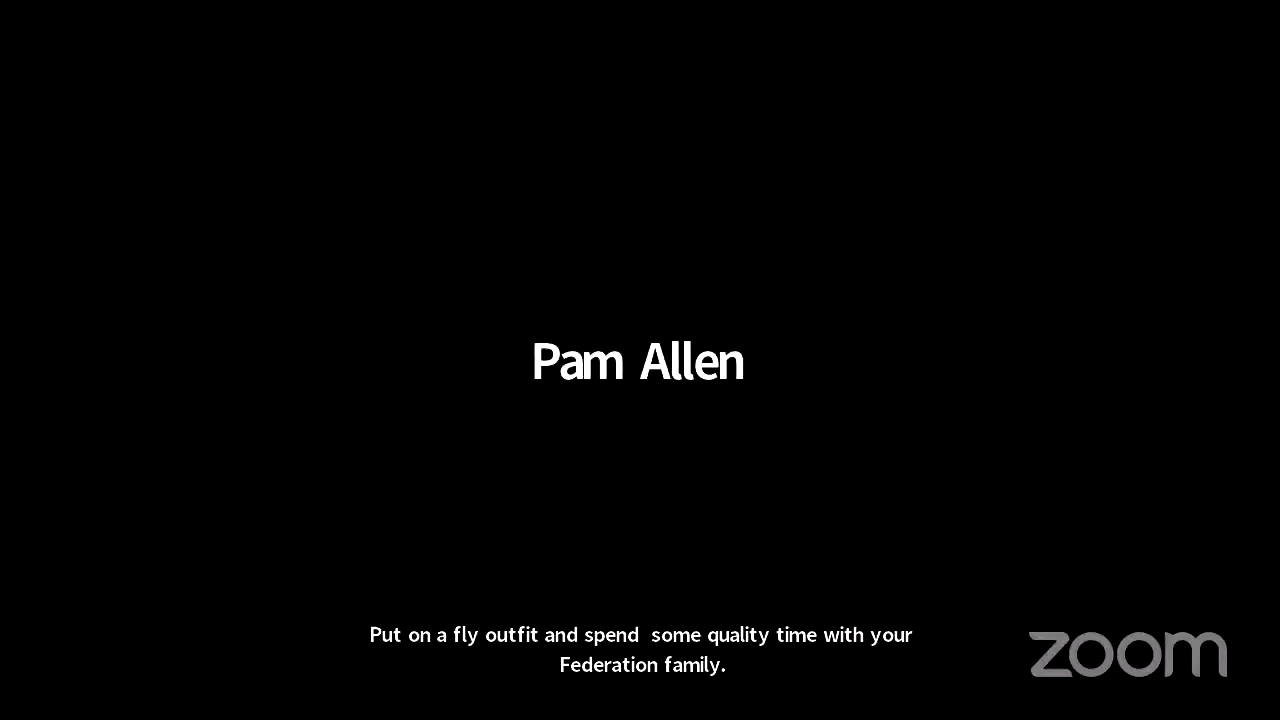 Pam Allen
Put on a fly outfit and spend  some quality time with your
Federation family.
zoom